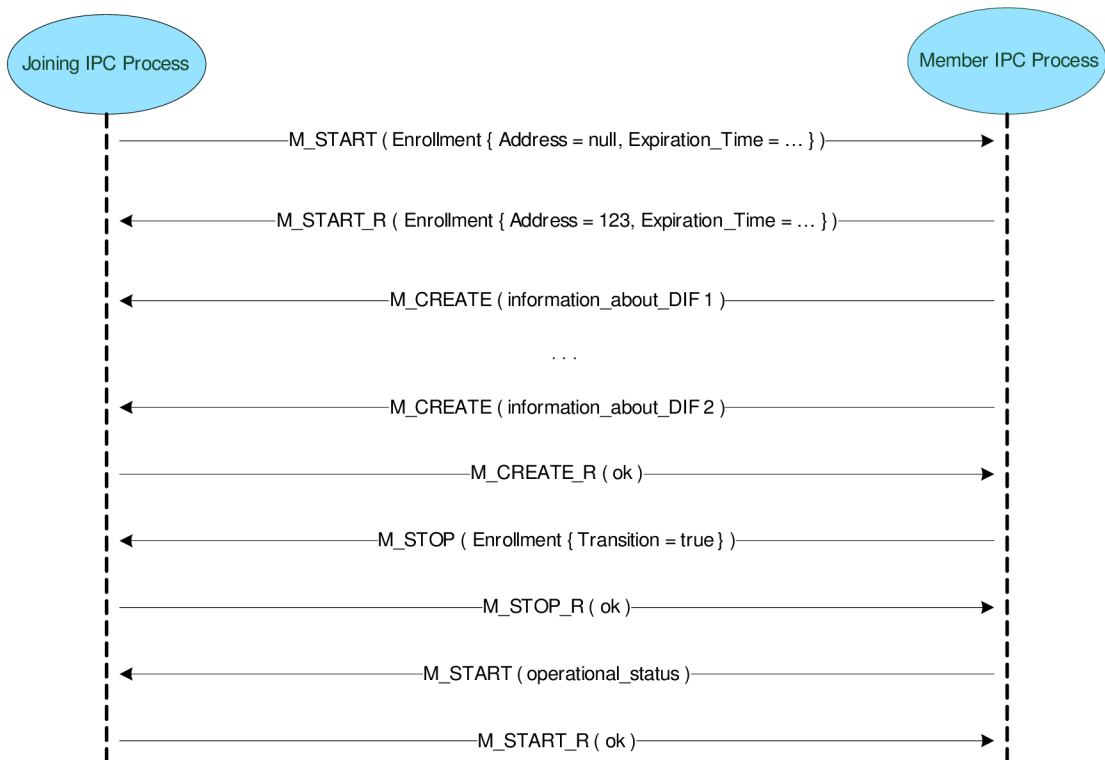 Joining IPC Process
Member IPC Process
M_START ( Enrollment { Address = null, Expiration_Time = … } )
M_START_R ( Enrollment { Address = 123, Expiration_Time = … } )
M_CREATE ( information_about_DIF 1 )
. . .
M_CREATE ( information_about_DIF 2 )
M_CREATE_R ( ok )
M_STOP ( Enrollment { Transition = true } )
M_STOP_R ( ok )
M_START ( operational_status )
M_START_R ( ok )